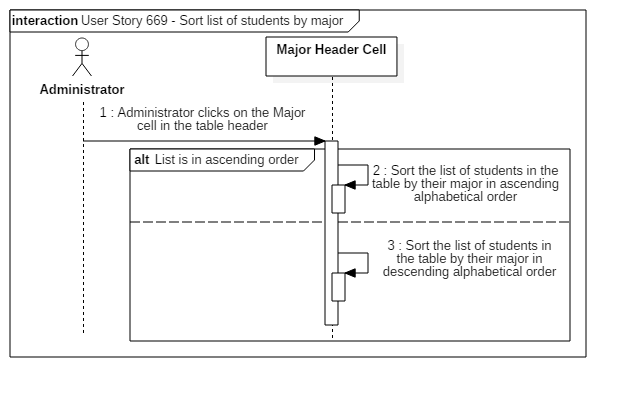 interaction User Story 669 - Sort list of students by major
Major Header Cell
Administrator
1 : Administrator clicks on the Major
cell in the table header
alt List is in ascending order
2 : Sort the list of students in the
table by their major in ascending
alphabetical order
3 : Sort the list of students in
the table by their major in
descending alphabetical order